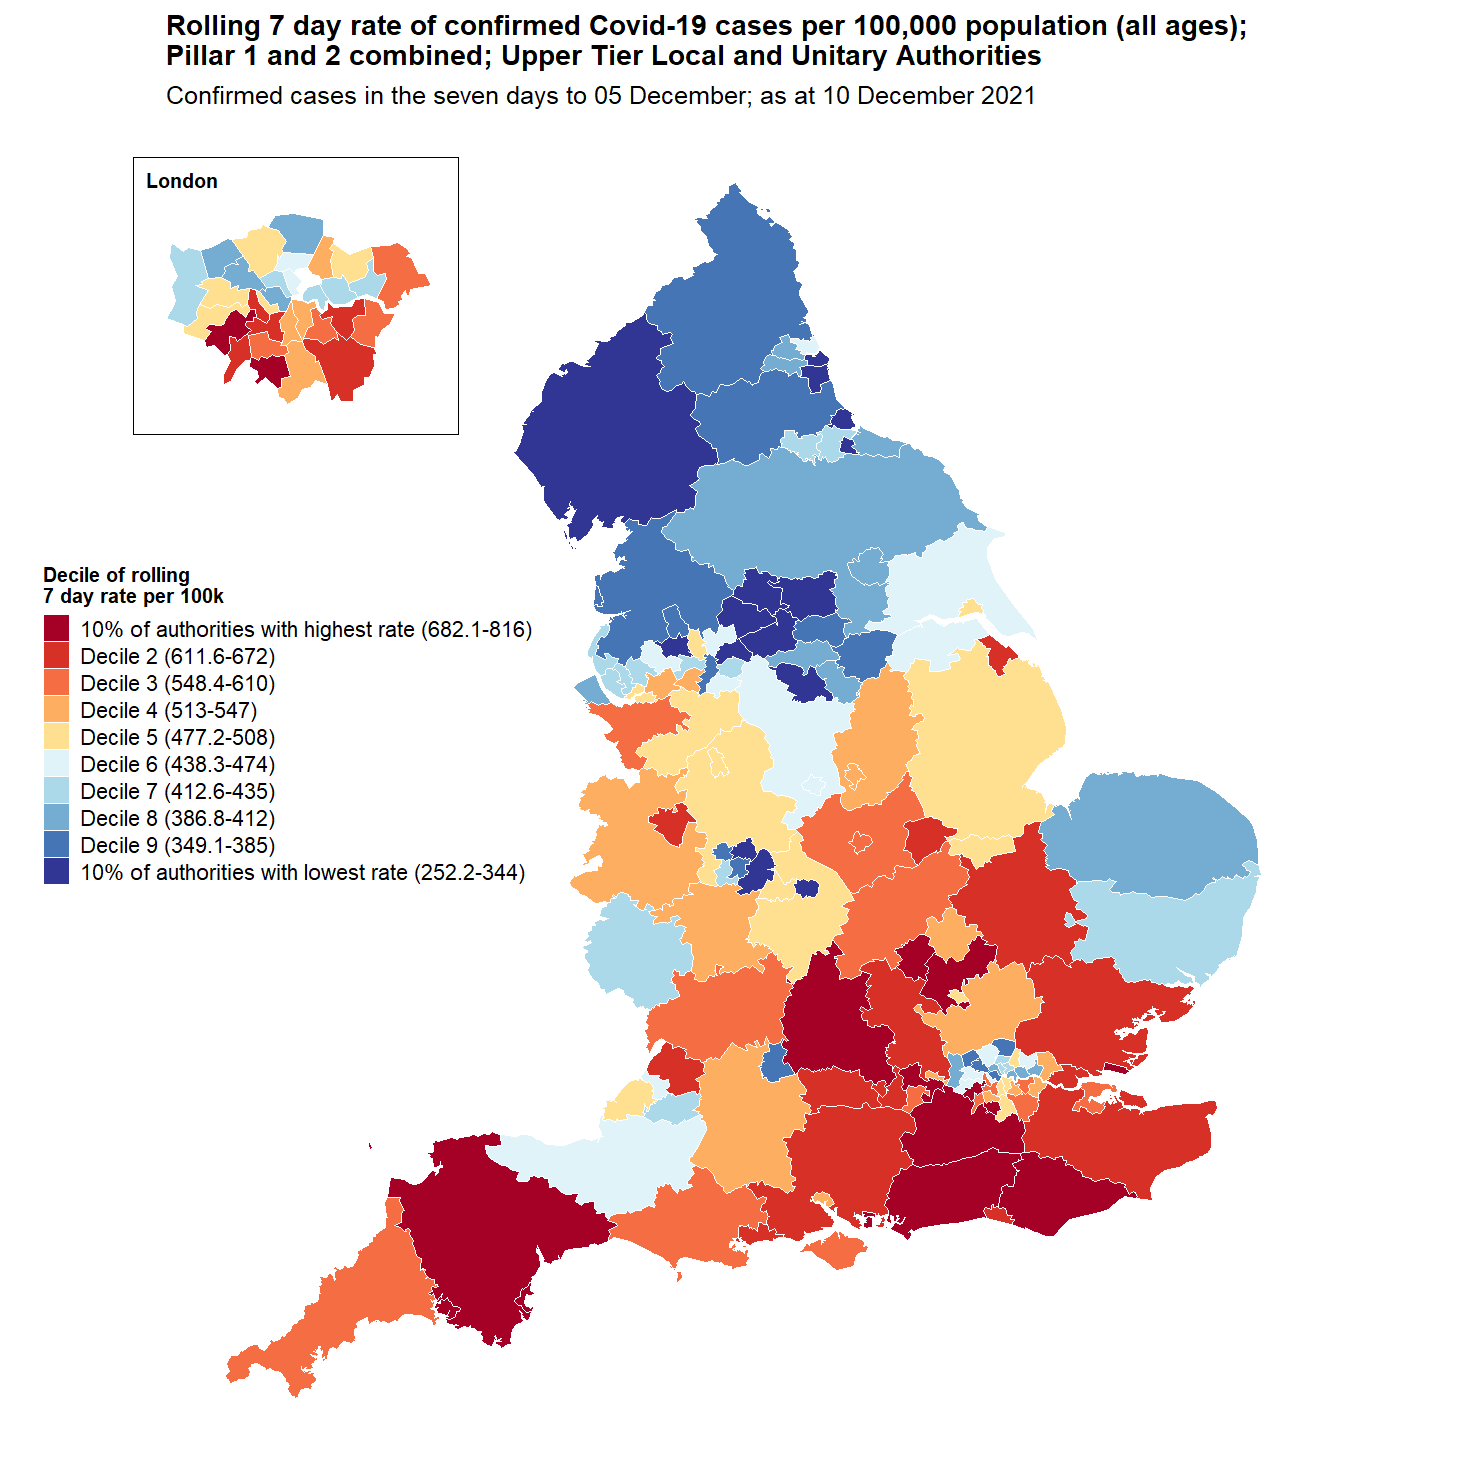 Rolling 7 day rate of confirmed Covid-19 cases per 100,000 population (all ages);
Pillar 1 and 2 combined; Upper Tier Local and Unitary Authorities
Confirmed cases in the seven days to 05 December; as at 10 December 2021
London
Decile of rolling
7 day rate per 100k
10% of authorities with highest rate (682.1-816)
Decile 2 (611.6-672)
Decile 3 (548.4-610)
Decile 4 (513-547)
Decile 5 (477.2-508)
Decile 6 (438.3-474)
Decile 7 (412.6-435)
Decile 8 (386.8-412)
Decile 9 (349.1-385)
10% of authorities with lowest rate (252.2-344)